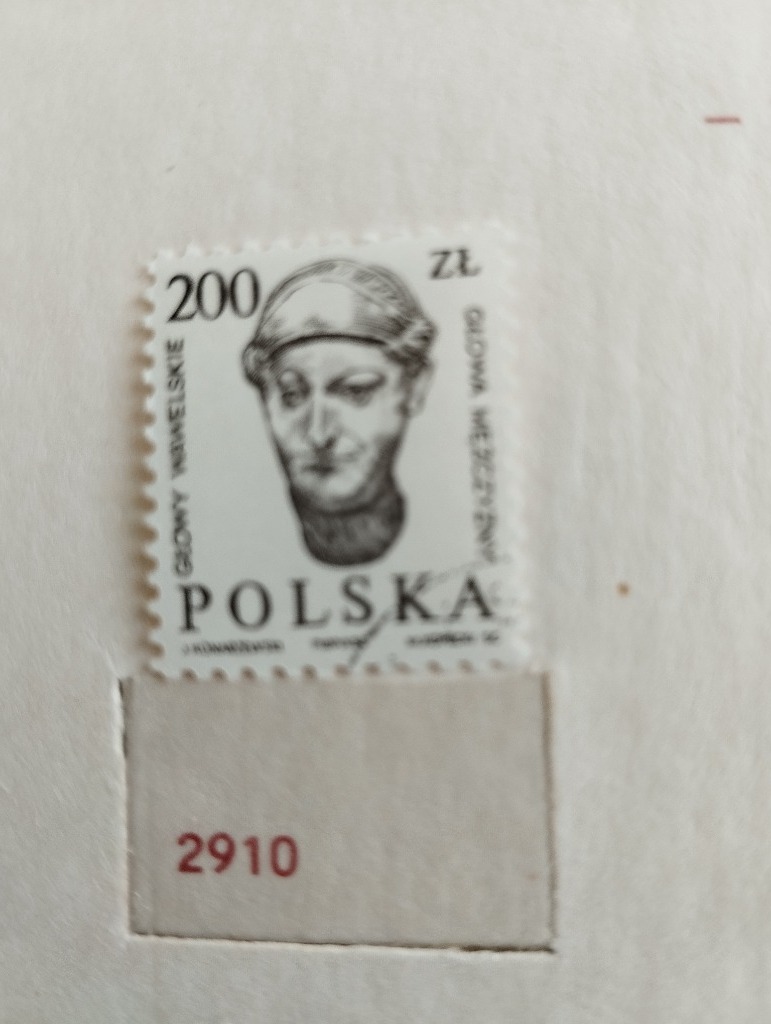 200 ZŁ
GŁOWY WAWELSKIE
GŁOWA MĘŻCZYZNY
POLSKA
2910